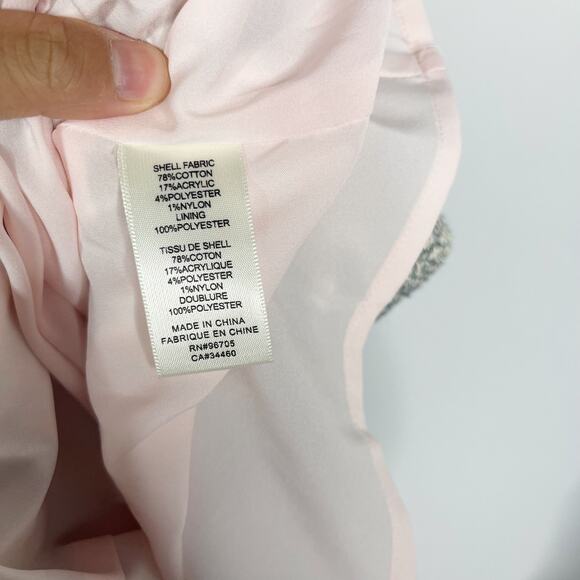 SHELL FABRIC
78%COTTON
17%ACRYLIC
4%POLYESTER
1%NYLON
LINING
100%POLYESTER
TISSU DE SHELL
78%COTON
17%ACRYLIQUE
4%POLYESTER
1%NYLON
DOUBLURE
100%POLYESTER
MADE IN CHINA
FABRIQUE EN CHINE
RN#96705
CA#34460